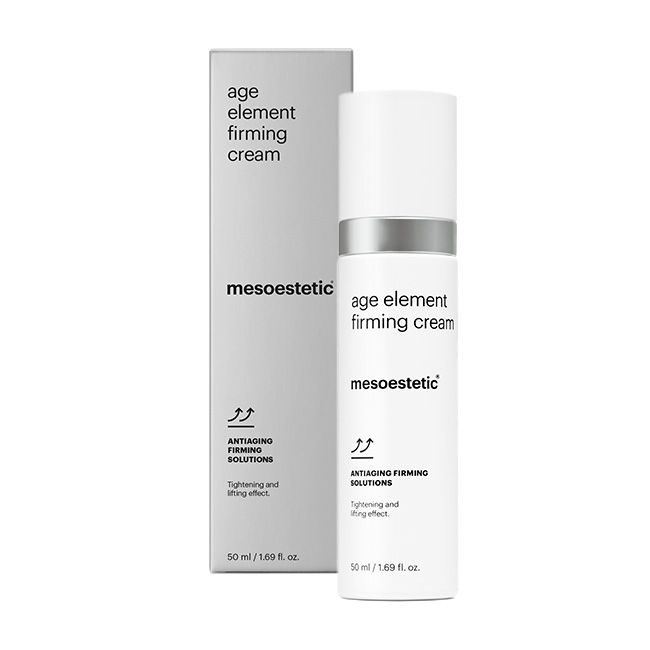 age
element
firming
cream
mesoestetic®
ANTIAGING
FIRMING
SOLUTIONS
Tightening and
lifting effect.
50 ml / 1.69 fl. oz.
age element
firming cream
mesoestetic®
ANTIAGING FIRMING
SOLUTIONS
Tightening and
lifting effect.
50 ml / 1.69 fl. oz.